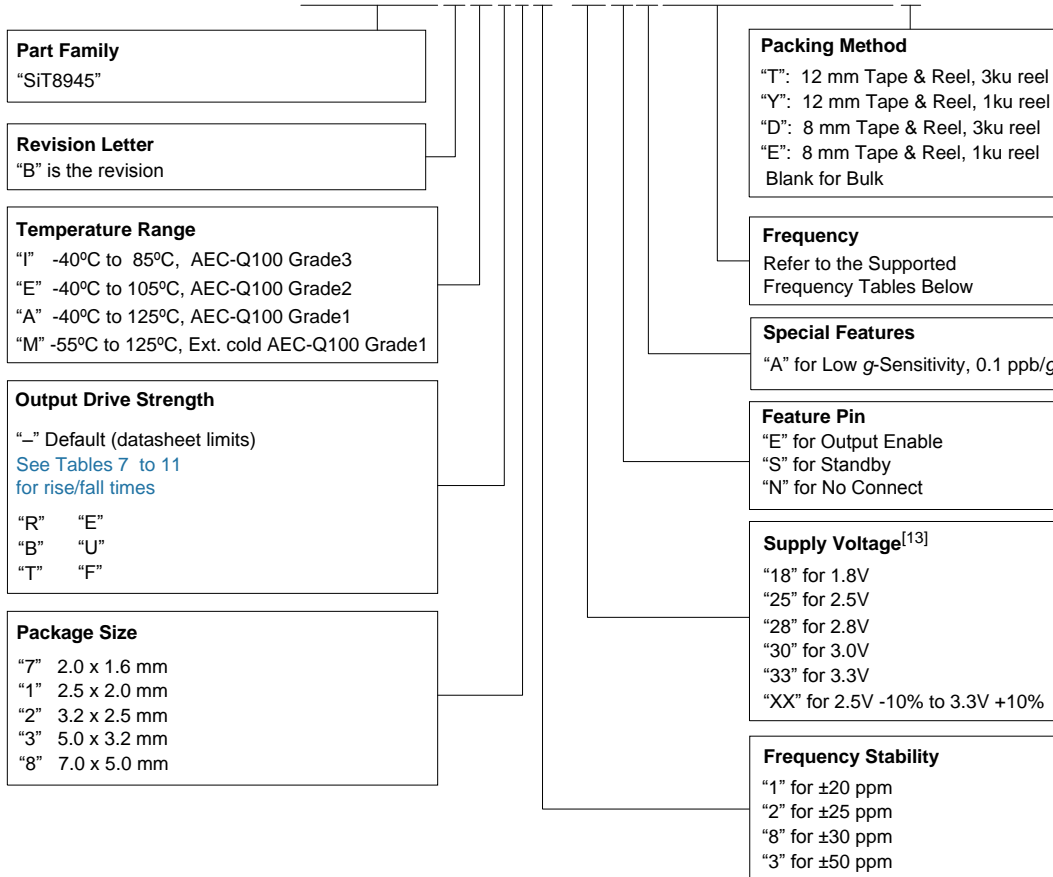 Part Family
“SiT8945”
Revision Letter
“B” is the revision
Temperature Range
“I” -40ºC to 85ºC, AEC-Q100 Grade3
“E” -40ºC to 105ºC, AEC-Q100 Grade2
“A” -40ºC to 125ºC, AEC-Q100 Grade1
“M” -55ºC to 125ºC, Ext. cold AEC-Q100 Grade1
Output Drive Strength
“–” Default (datasheet limits)
See Tables 7 to 11
for rise/fall times
“R” “E”
“B” “U”
“T” “F”
Package Size
“7” 2.0 x 1.6 mm
“1” 2.5 x 2.0 mm
“2” 3.2 x 2.5 mm
“3” 5.0 x 3.2 mm
“8” 7.0 x 5.0 mm
Packing Method
“T”: 12 mm Tape & Reel, 3ku reel
“Y”: 12 mm Tape & Reel, 1ku reel
“D”: 8 mm Tape & Reel, 3ku reel
“E”: 8 mm Tape & Reel, 1ku reel
Blank for Bulk
Frequency
Refer to the Supported
Frequency Tables Below
Special Features
“A” for Low g-Sensitivity, 0.1 ppb/g
Feature Pin
“E” for Output Enable
“S” for Standby
“N” for No Connect
Supply Voltage[13]
“18” for 1.8V
“25” for 2.5V
“28” for 2.8V
“30” for 3.0V
“33” for 3.3V
“XX” for 2.5V -10% to 3.3V +10%
Frequency Stability
“1” for ±20 ppm
“2” for ±25 ppm
“8” for ±30 ppm
“3” for ±50 ppm